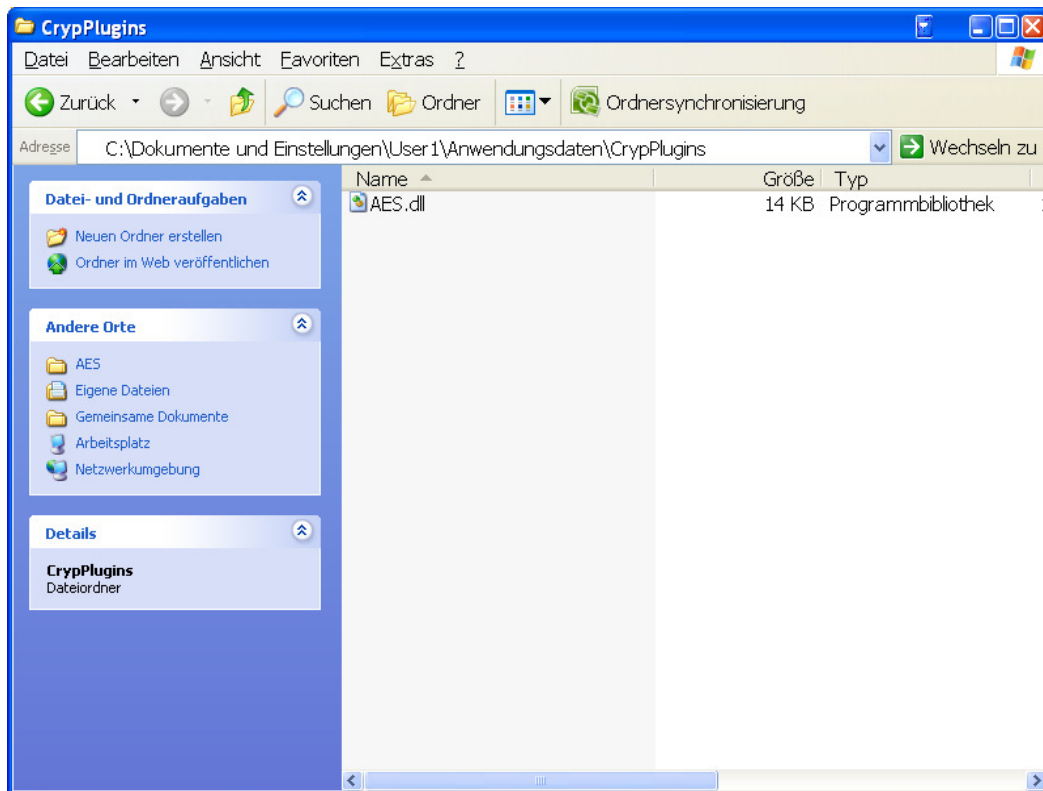 CrypPlugins
Datei Bearbeiten Ansicht Favoriten Extras ?
Zurück Suchen Ordner Ordnersynchronisierung
Adresse C:\Dokumente und Einstellungen\User1\Anwendungsdaten\CrypPlugins Wechseln zu
Name Größe Typ
AES.dll 14 KB Programmbibliothek
Datei- und Ordneraufgaben
Neuen Ordner erstellen
Ordner im Web veröffentlichen
Andere Orte
AES
Eigene Dateien
Gemeinsame Dokumente
Arbeitsplatz
Netzwerkumgebung
Details
CrypPlugins
Dateiordner